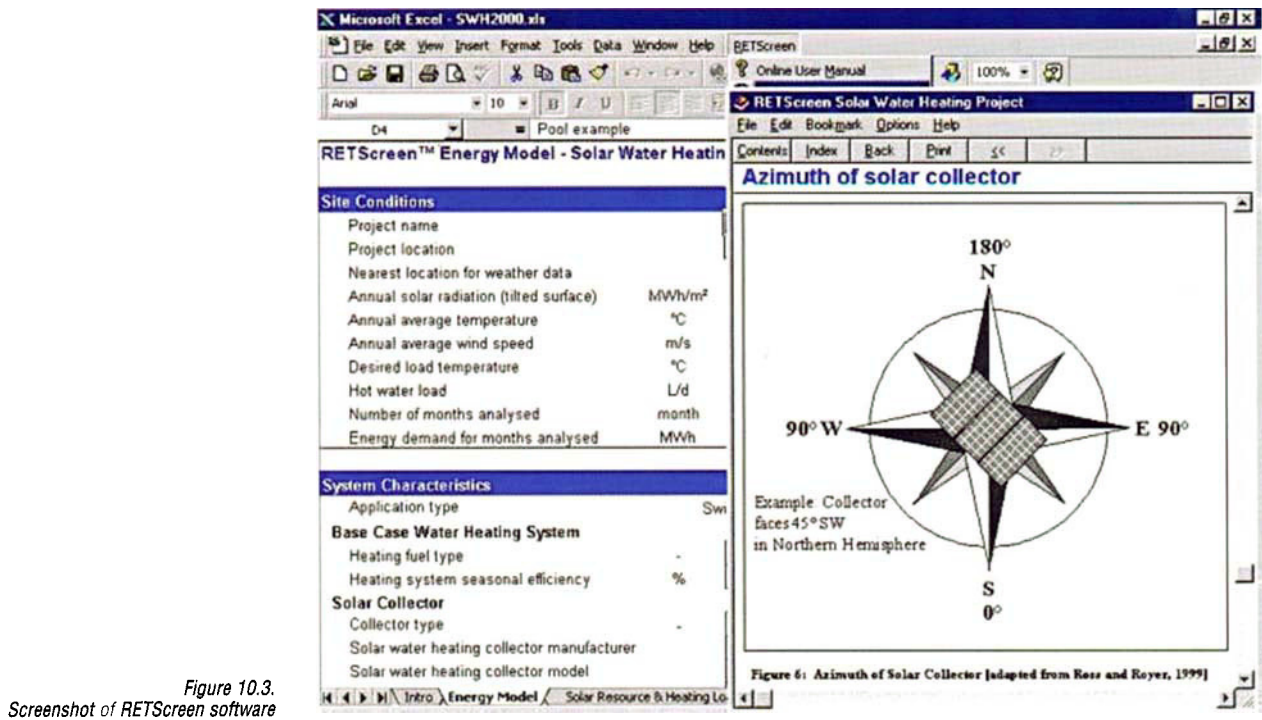 Microsoft Excel - SWH2000.xls
File Edit View Insert Format Tools Data Window Help RETScreen
Online User Manual
100%
Arial 10 B I U
D4 = Pool example
RETScreen™ Energy Model - Solar Water Heatin
Site Conditions
Project name
Project location
Nearest location for weather data
Annual solar radiation (tilted surface) MWh/m²
Annual average temperature °C
Annual average wind speed m/s
Desired load temperature °C
Hot water load L/d
Number of months analysed month
Energy demand for months analysed MWh
System Characteristics
Application type Swi
Base Case Water Heating System
Heating fuel type -
Heating system seasonal efficiency %
Solar Collector
Collector type -
Solar water heating collector manufacturer
Solar water heating collector model
Intro Energy Model Solar Resource & Heating Lo
RETScreen Solar Water Heating Project
File Edit Bookmark Options Help
Contents Index Back Print << >>
Azimuth of solar collector
180°
N
90° W
E 90°
Example: Collector
faces 45° SW
in Northern Hemisphere
S
0°
Figure 6: Azimuth of Solar Collector [adapted from Ross and Royer, 1999]
Figure 10.3.
Screenshot of RETScreen software